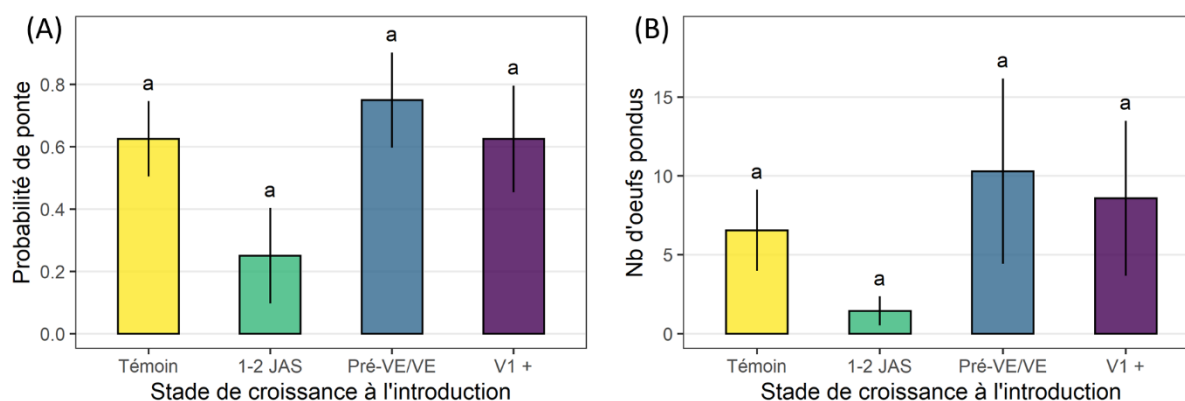 (A)
Probabilité de ponte
0.8
0.6
0.4
0.2
0.0
a
a
a
a
Témoin
1-2 JAS
Pré-VE/VE
V1 +
Stade de croissance à l'introduction
(B)
Nb d'oeufs pondus
15
10
5
0
a
a
a
a
Témoin
1-2 JAS
Pré-VE/VE
V1 +
Stade de croissance à l'introduction